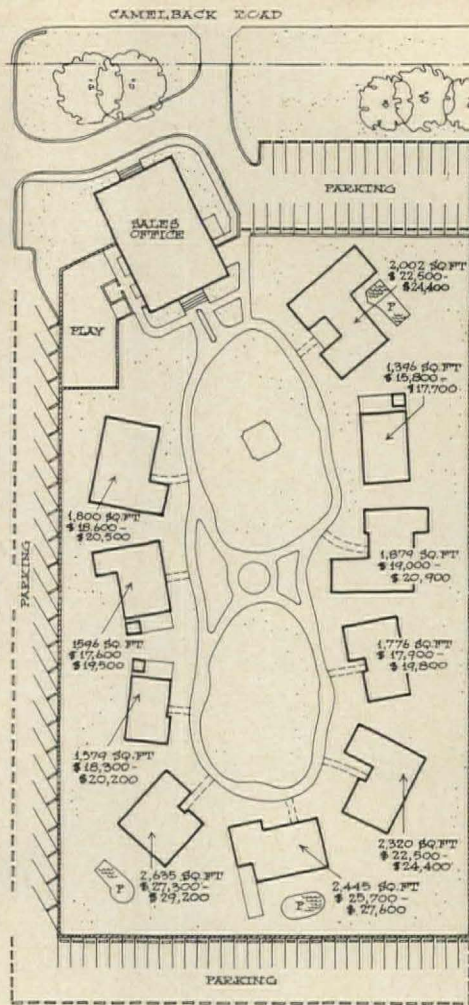 CAMELBACK ROAD
PARKING
SALES
OFFICE
PLAY
2,002 SQ.FT
$22,500-
$24,400
P
1,396 SQ.FT
$15,800-
$17,700
1,800 SQ.FT
$18,600-
$20,500
1,879 SQ.FT
$19,000-
$20,900
PARKING
1596 SQ.FT
$17,600
$19,500
1,776 SQ.FT
$17,900-
$19,800
1,579 SQ.FT
$18,300-
$20,200
2,320 SQ.FT
$22,500-
$24,400
2,635 SQ.FT
$27,300-
$29,200
P
2,445 SQ.FT
$25,700-
$27,600
P
PARKING